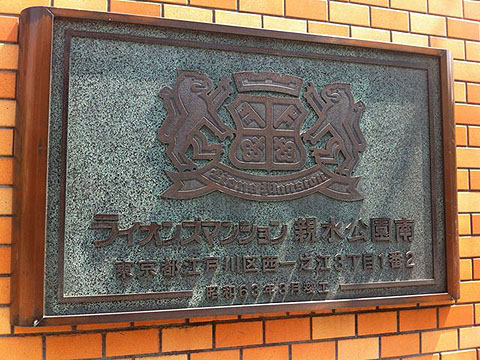 Lions Mansion
ライオンズマンション 親水公園南
東京都江戸川区西一之江3丁目1番2
昭和63年3月竣工